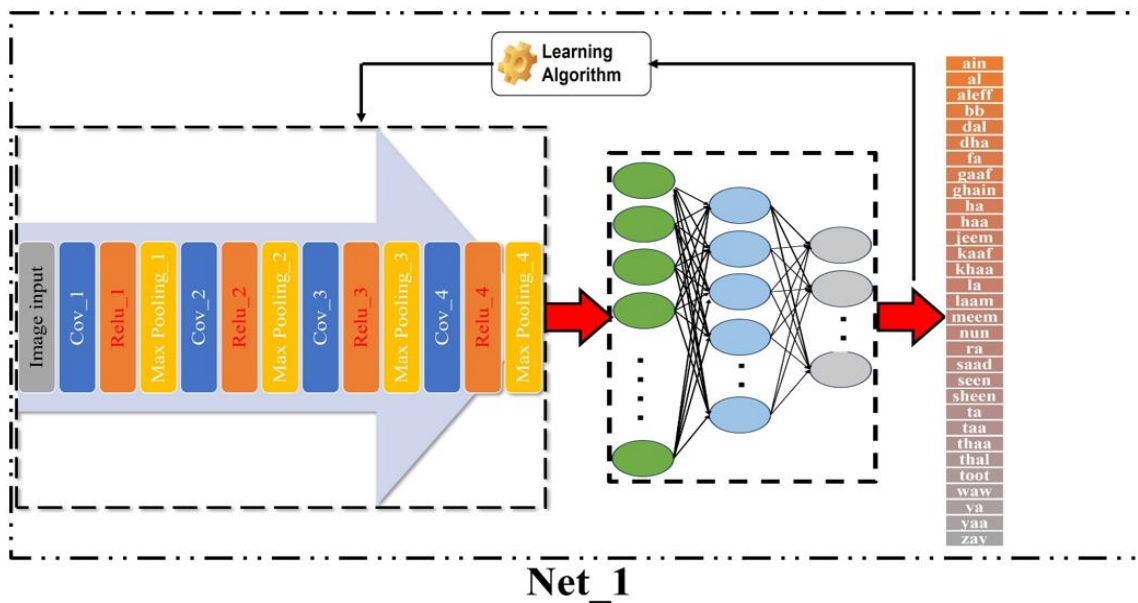 Learning
Algorithm
Image input
Cov_1
Relu_1
Max Pooling_1
Cov_2
Relu_2
Max Pooling_2
Cov_3
Relu_3
Max Pooling_3
Cov_4
Relu_4
Max Pooling_4
ain
al
aleff
bb
dal
dha
fa
gaaf
ghain
ha
haa
jeem
kaaf
khaa
la
laam
meem
nun
ra
saad
seen
sheen
ta
taa
thaa
thal
toot
waw
ya
yaa
zay
Net_1